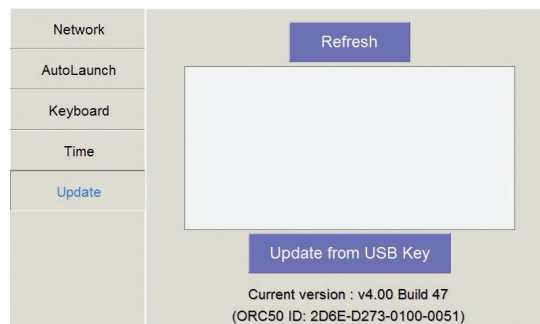 Network
AutoLaunch
Keyboard
Time
Update
Refresh
Update from USB Key
Current version : v4.00 Build 47
(ORC50 ID: 2D6E-D273-0100-0051)